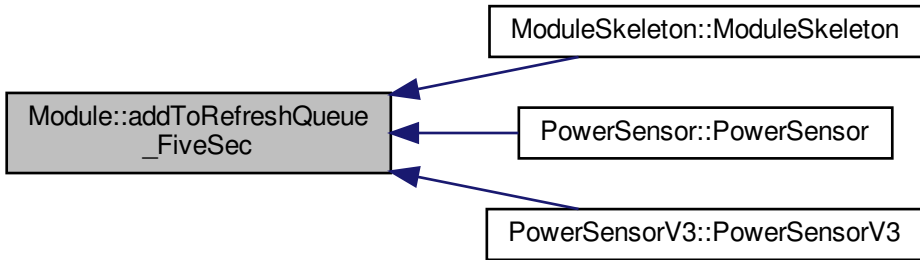 Module::addToRefreshQueue
_FiveSec
ModuleSkeleton::ModuleSkeleton
PowerSensor::PowerSensor
PowerSensorV3::PowerSensorV3